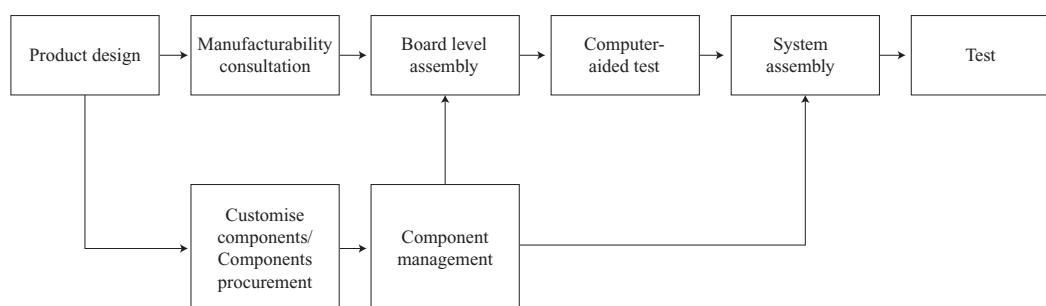 Product design
Manufacturability
consultation
Board level
assembly
Computer-
aided test
System
assembly
Test
Customise
components/
Components
procurement
Component
management